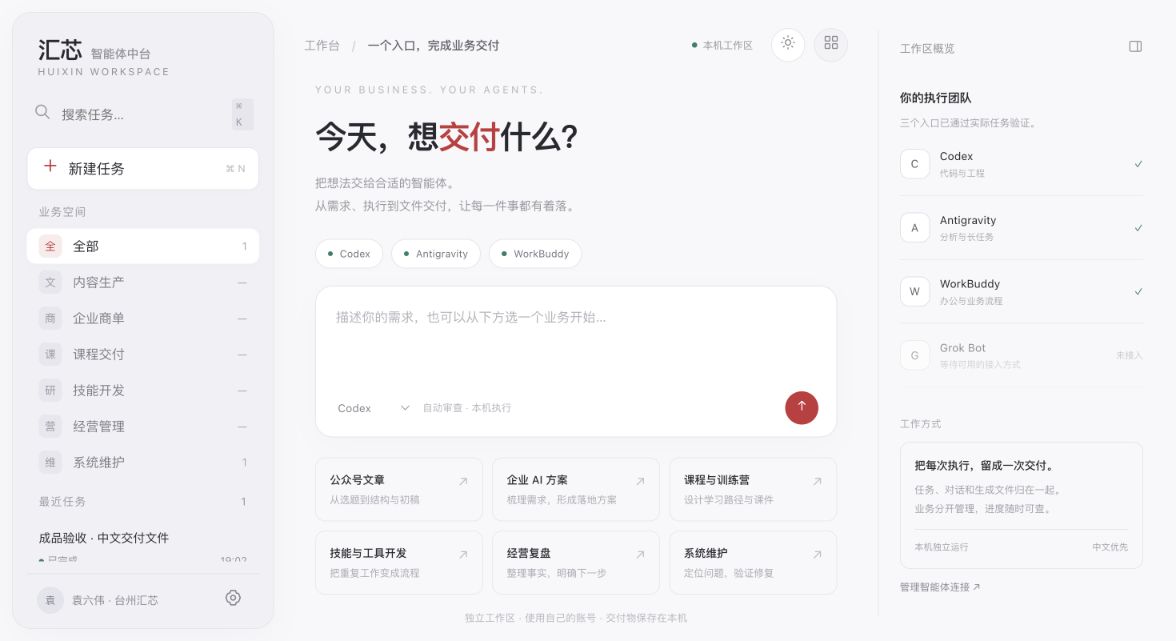 汇芯 智能体中台
HUIXIN WORKSPACE
搜索任务... ⌘ K
新建任务 ⌘ N
业务空间
全 全部 1
文 内容生产 —
商 企业商单 —
课 课程交付 —
研 技能开发 —
营 经营管理 —
维 系统维护 1
最近任务 1
成品验收 · 中文交付文件
已完成 19:02
袁 袁六伟 · 台州汇芯
工作台 / 一个入口，完成业务交付
本机工作区
YOUR BUSINESS. YOUR AGENTS.
今天，想交付什么?
把想法交给合适的智能体。
从需求、执行到文件交付，让每一件事都有着落。
Codex Antigravity WorkBuddy
描述你的需求，也可以从下方选一个业务开始...
Codex 自动审查 · 本机执行
公众号文章 ↗
从选题到结构与初稿
企业 AI 方案 ↗
梳理需求，形成落地方案
课程与训练营 ↗
设计学习路径与课件
技能与工具开发 ↗
把重复工作变成流程
经营复盘 ↗
整理事实，明确下一步
系统维护 ↗
定位问题，验证修复
独立工作区 · 使用自己的账号 · 交付物保存在本机
工作区概览
你的执行团队
三个入口已通过实际任务验证。
C Codex ✓
代码与工程
A Antigravity ✓
分析与长任务
W WorkBuddy ✓
办公与业务流程
G Grok Bot 未接入
等待可用的接入方式
工作方式
把每次执行，留成一次交付。
任务、对话和生成文件归在一起。
业务分开管理，进度随时可查。
本机独立运行 中文优先
管理智能体连接 ↗